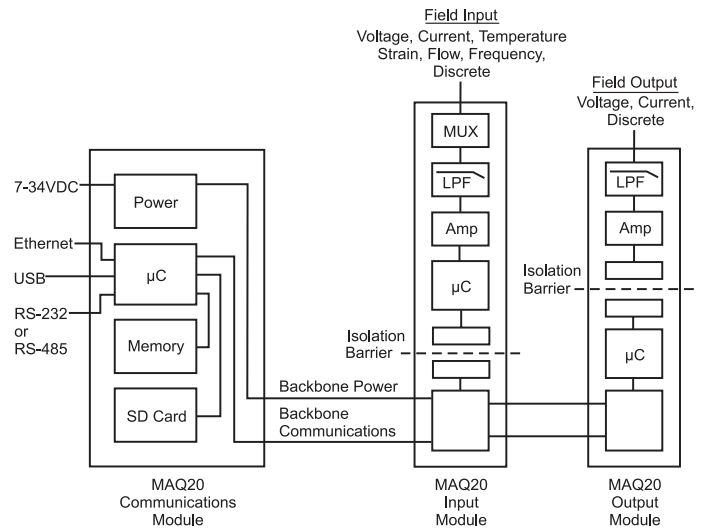 Field Input
Voltage, Current, Temperature
Strain, Flow, Frequency,
Discrete
Field Output
Voltage, Current,
Discrete
7-34VDC
Power
Ethernet
USB
RS-232
or
RS-485
µC
Memory
SD Card
MAQ20
Communications
Module
Backbone Power
Backbone
Communications
MUX
LPF
Amp
µC
Isolation
Barrier
MAQ20
Input
Module
LPF
Amp
Isolation
Barrier
µC
MAQ20
Output
Module